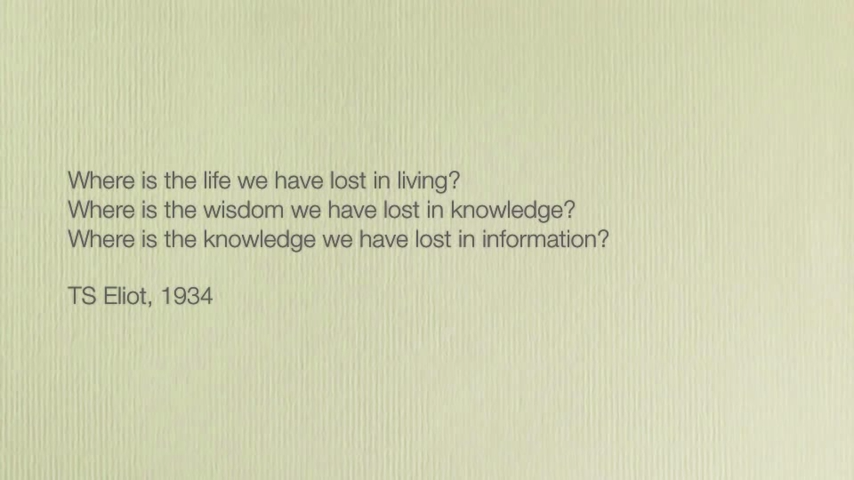 Where is the life we have lost in living?
Where is the wisdom we have lost in knowledge?
Where is the knowledge we have lost in information?
TS Eliot, 1934